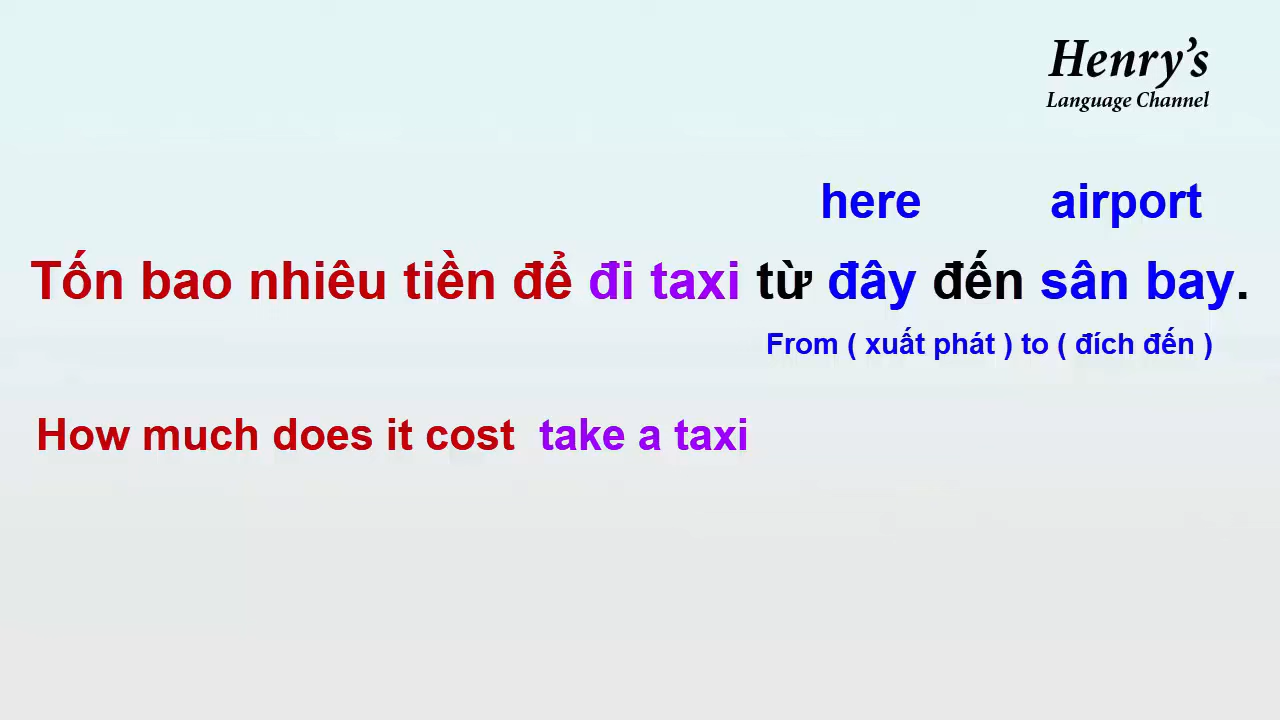 Henry's
Language Channel
here airport
Tốn bao nhiêu tiền để đi taxi từ đây đến sân bay.
From ( xuất phát ) to ( đích đến )
How much does it cost take a taxi